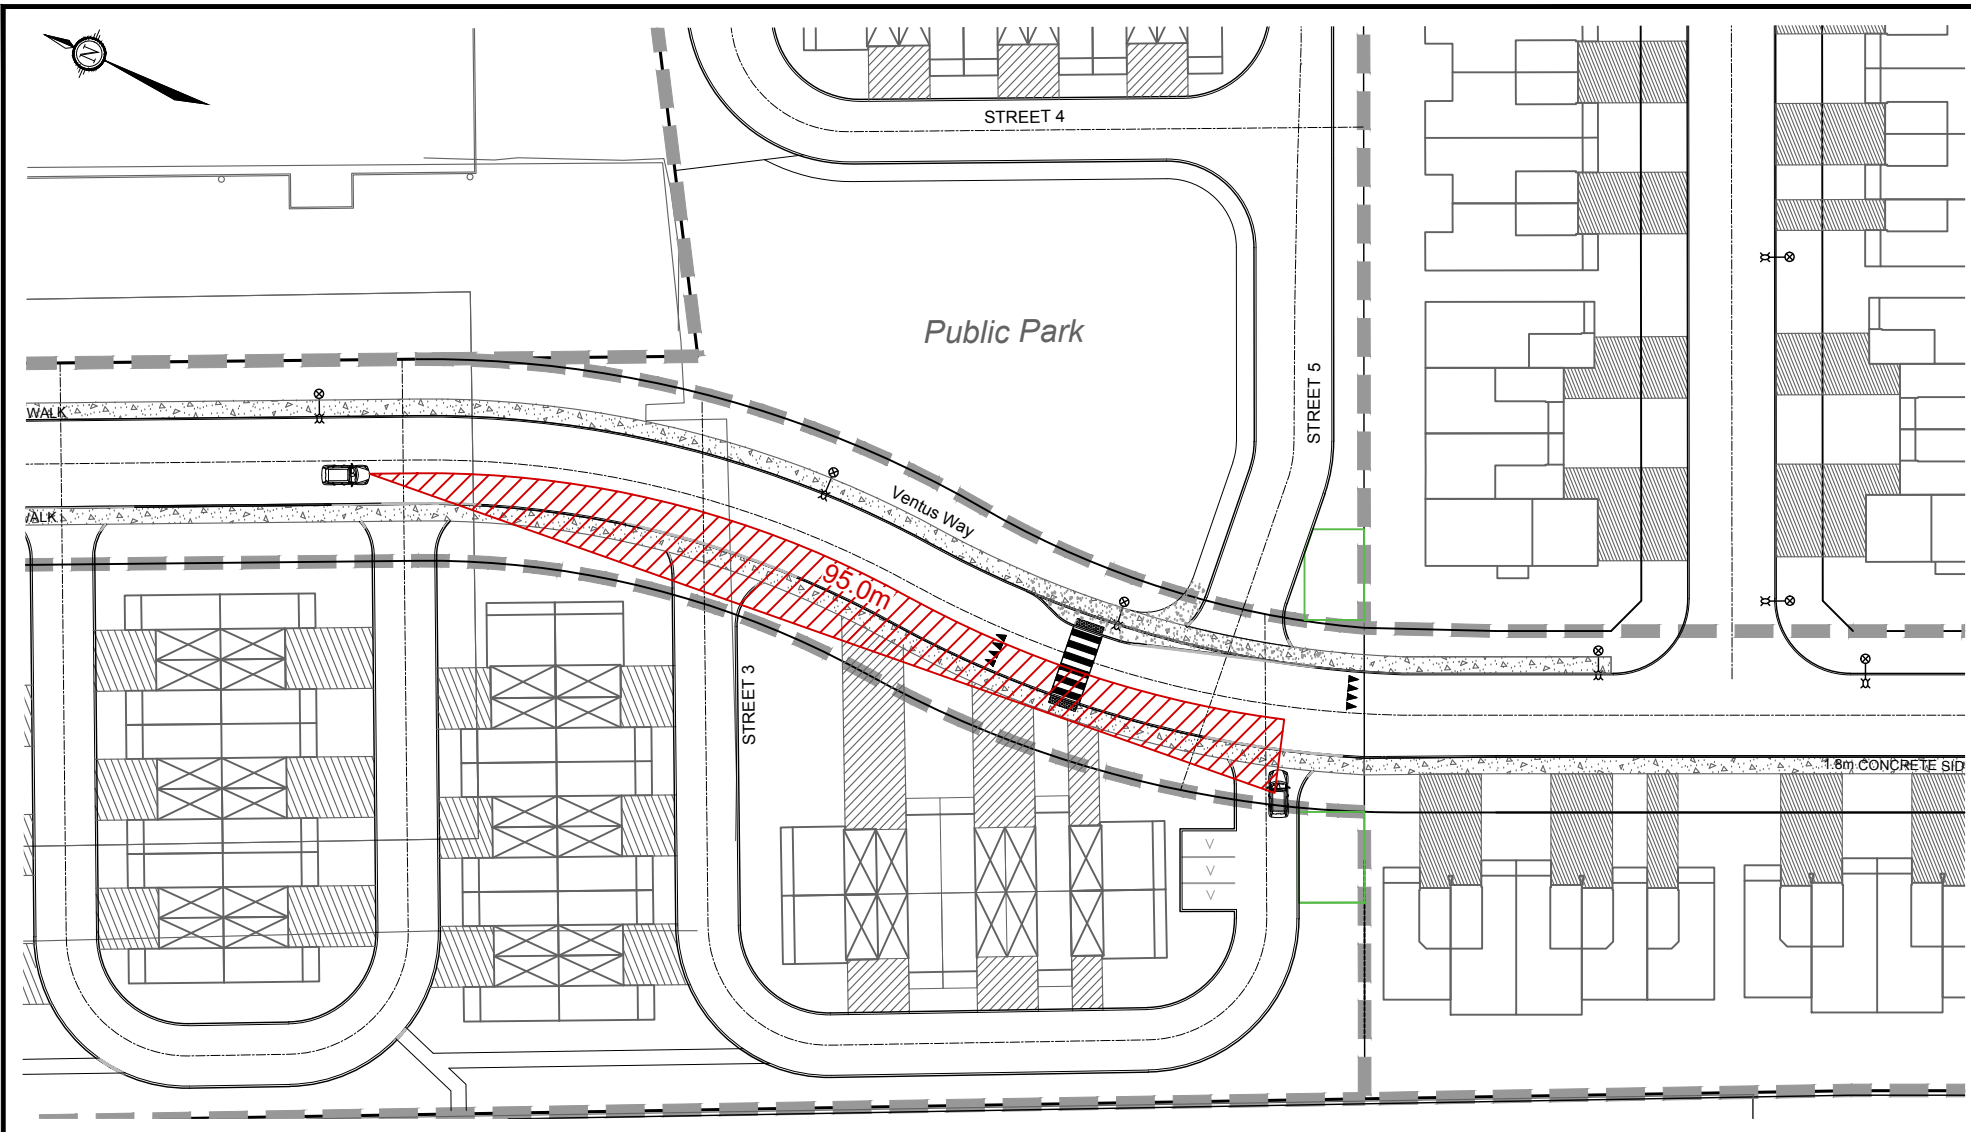 N
STREET 4
Public Park
STREET 5
WALK
Ventus Way
WALK
95.0m
STREET 3
1.8m CONCRETE SID